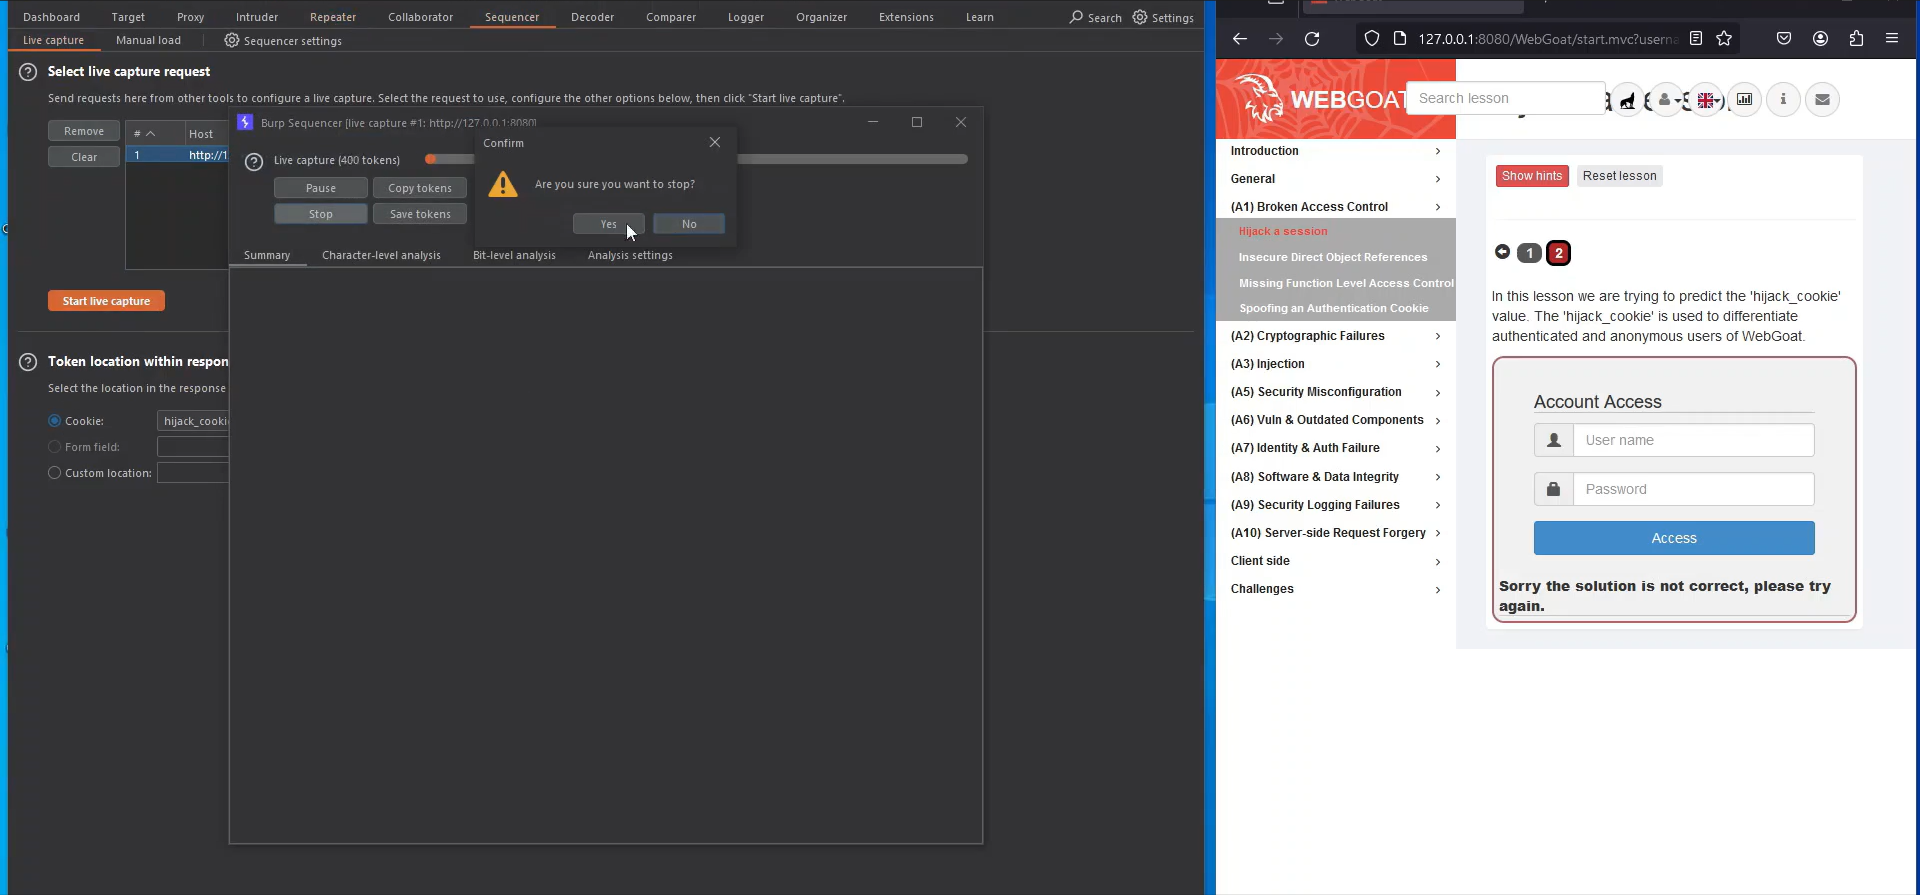 Dashboard Target Proxy Intruder Repeater Collaborator Sequencer Decoder Comparer Logger Organizer Extensions Learn Search Settings
Live capture Manual load Sequencer settings
Select live capture request
Send requests here from other tools to configure a live capture. Select the request to use, configure the other options below, then click "Start live capture".
Remove
Clear
# Host
1 http://1
Start live capture
Token location within respon
Select the location in the response
Cookie: hijack_cooki
Form field:
Custom location:
Burp Sequencer [live capture #1: http://127.0.0.1:8080]
Live capture (400 tokens)
Pause Copy tokens
Stop Save tokens
Confirm
Are you sure you want to stop?
Yes No
Summary Character-level analysis Bit-level analysis Analysis settings
127.0.0.1:8080/WebGoat/start.mvc?userna
WEBGOAT
Search lesson
Introduction
General
(A1) Broken Access Control
Hijack a session
Insecure Direct Object References
Missing Function Level Access Control
Spoofing an Authentication Cookie
(A2) Cryptographic Failures
(A3) Injection
(A5) Security Misconfiguration
(A6) Vuln & Outdated Components
(A7) Identity & Auth Failure
(A8) Software & Data Integrity
(A9) Security Logging Failures
(A10) Server-side Request Forgery
Client side
Challenges
Show hints Reset lesson
1 2
In this lesson we are trying to predict the 'hijack_cookie'
value. The 'hijack_cookie' is used to differentiate
authenticated and anonymous users of WebGoat.
Account Access
User name
Password
Access
Sorry the solution is not correct, please try
again.